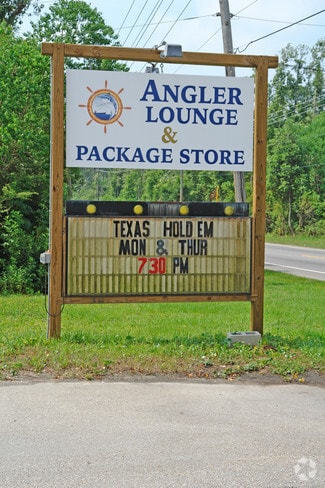 ANGLER
LOUNGE
&
PACKAGE STORE
TEXAS HOLD EM
MON & THUR
730 PM